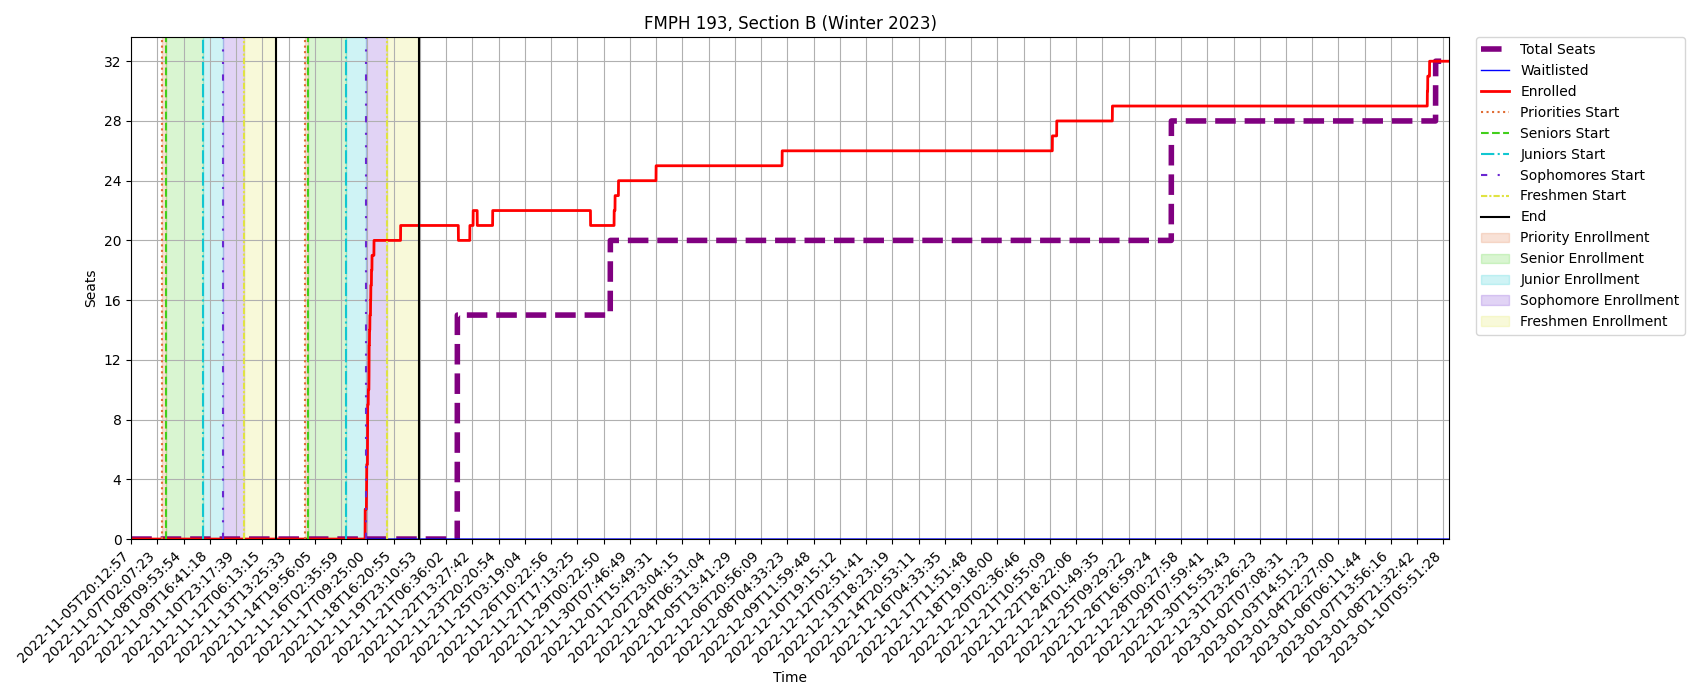 FMPH 193, Section B (Winter 2023)
Seats
32
28
24
20
16
12
8
4
0
2022-11-05T20:12:57
2022-11-07T02:07:23
2022-11-08T09:53:54
2022-11-09T16:41:18
2022-11-10T23:17:39
2022-11-12T06:13:15
2022-11-13T13:25:33
2022-11-14T19:56:05
2022-11-16T02:35:59
2022-11-17T09:25:00
2022-11-18T16:20:55
2022-11-19T23:10:53
2022-11-21T06:36:02
2022-11-22T13:27:42
2022-11-23T20:20:54
2022-11-25T03:19:04
2022-11-26T10:22:56
2022-11-27T17:13:25
2022-11-29T00:22:50
2022-11-30T07:46:49
2022-12-01T15:49:31
2022-12-02T23:04:15
2022-12-04T06:31:04
2022-12-05T13:41:29
2022-12-06T20:56:09
2022-12-08T04:33:23
2022-12-09T11:59:48
2022-12-10T19:15:12
2022-12-12T02:51:41
2022-12-13T18:23:19
2022-12-14T20:53:11
2022-12-16T04:33:35
2022-12-17T11:51:48
2022-12-18T19:18:00
2022-12-20T02:36:46
2022-12-21T10:55:09
2022-12-22T18:22:06
2022-12-24T01:49:35
2022-12-25T09:29:22
2022-12-26T16:59:24
2022-12-28T00:27:58
2022-12-29T07:59:41
2022-12-30T15:53:43
2022-12-31T23:26:23
2023-01-02T07:08:31
2023-01-03T14:51:23
2023-01-04T22:27:00
2023-01-06T06:11:44
2023-01-07T13:56:16
2023-01-08T21:32:42
2023-01-10T05:51:28
Time
Total Seats
Waitlisted
Enrolled
Priorities Start
Seniors Start
Juniors Start
Sophomores Start
Freshmen Start
End
Priority Enrollment
Senior Enrollment
Junior Enrollment
Sophomore Enrollment
Freshmen Enrollment